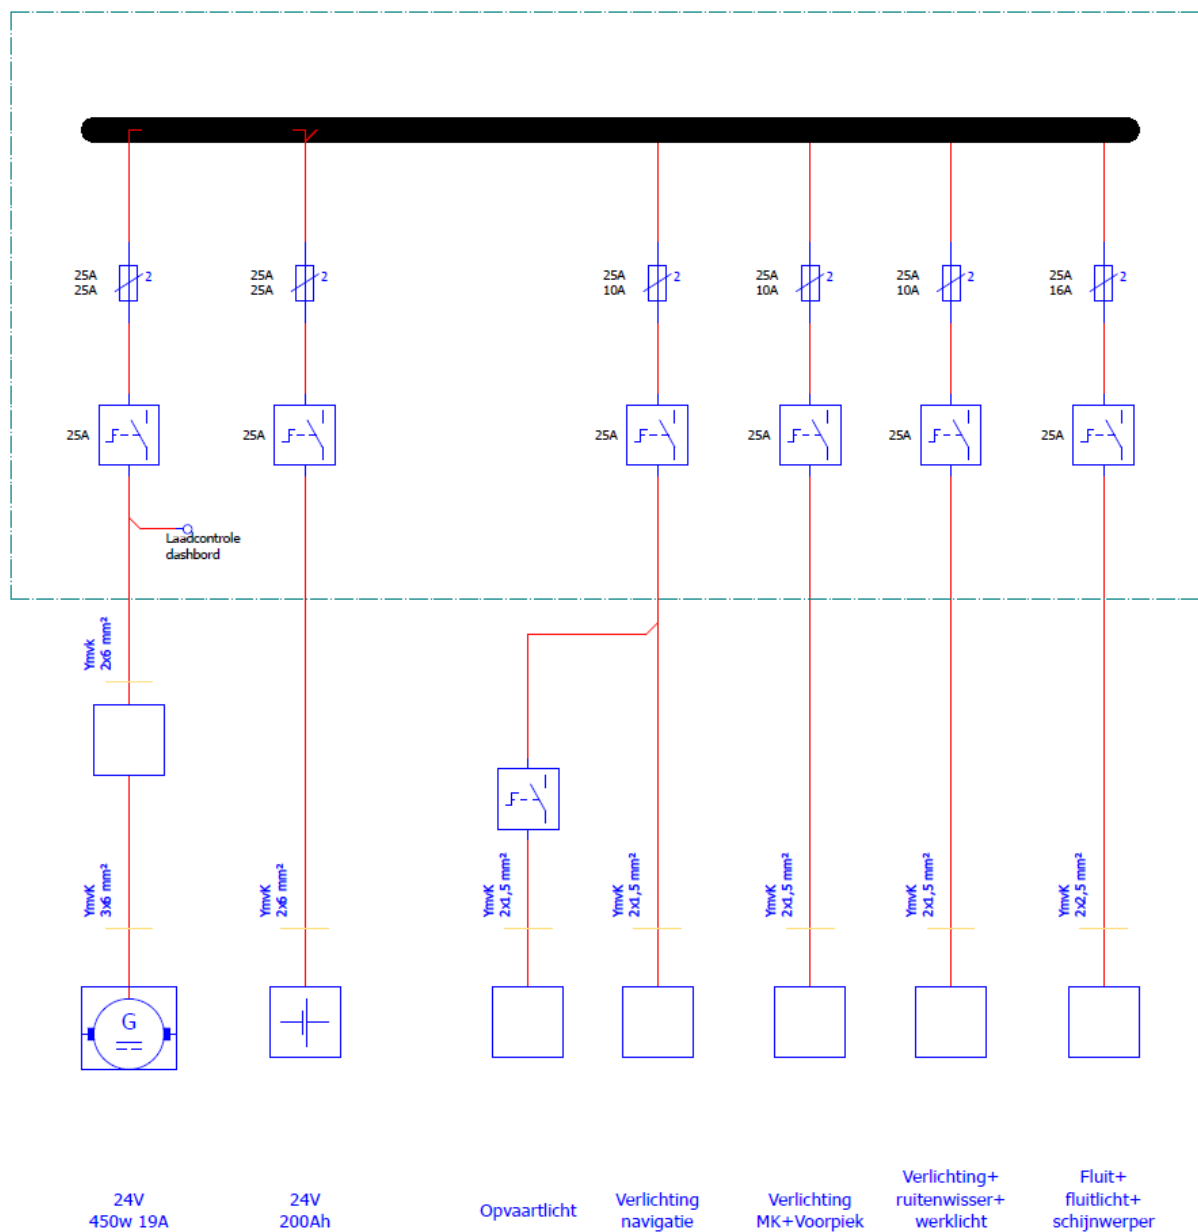 25A
25A
2
25A
25A
2
25A
10A
2
25A
10A
2
25A
10A
2
25A
16A
2
25A
25A
25A
25A
25A
25A
Laadcontrole
dashbord
Ymvk
2x6 mm²
YmvK
3x6 mm²
YmvK
2x6 mm²
YmvK
2x1,5 mm²
YmvK
2x1,5 mm²
YmvK
2x1,5 mm²
YmvK
2x1,5 mm²
YmvK
2x2,5 mm²
G
24V
450w 19A
24V
200Ah
Opvaartlicht
Verlichting
navigatie
Verlichting
MK+Voorpiek
Verlichting+
ruitenwisser+
werklicht
Fluit+
fluitlicht+
schijnwerper